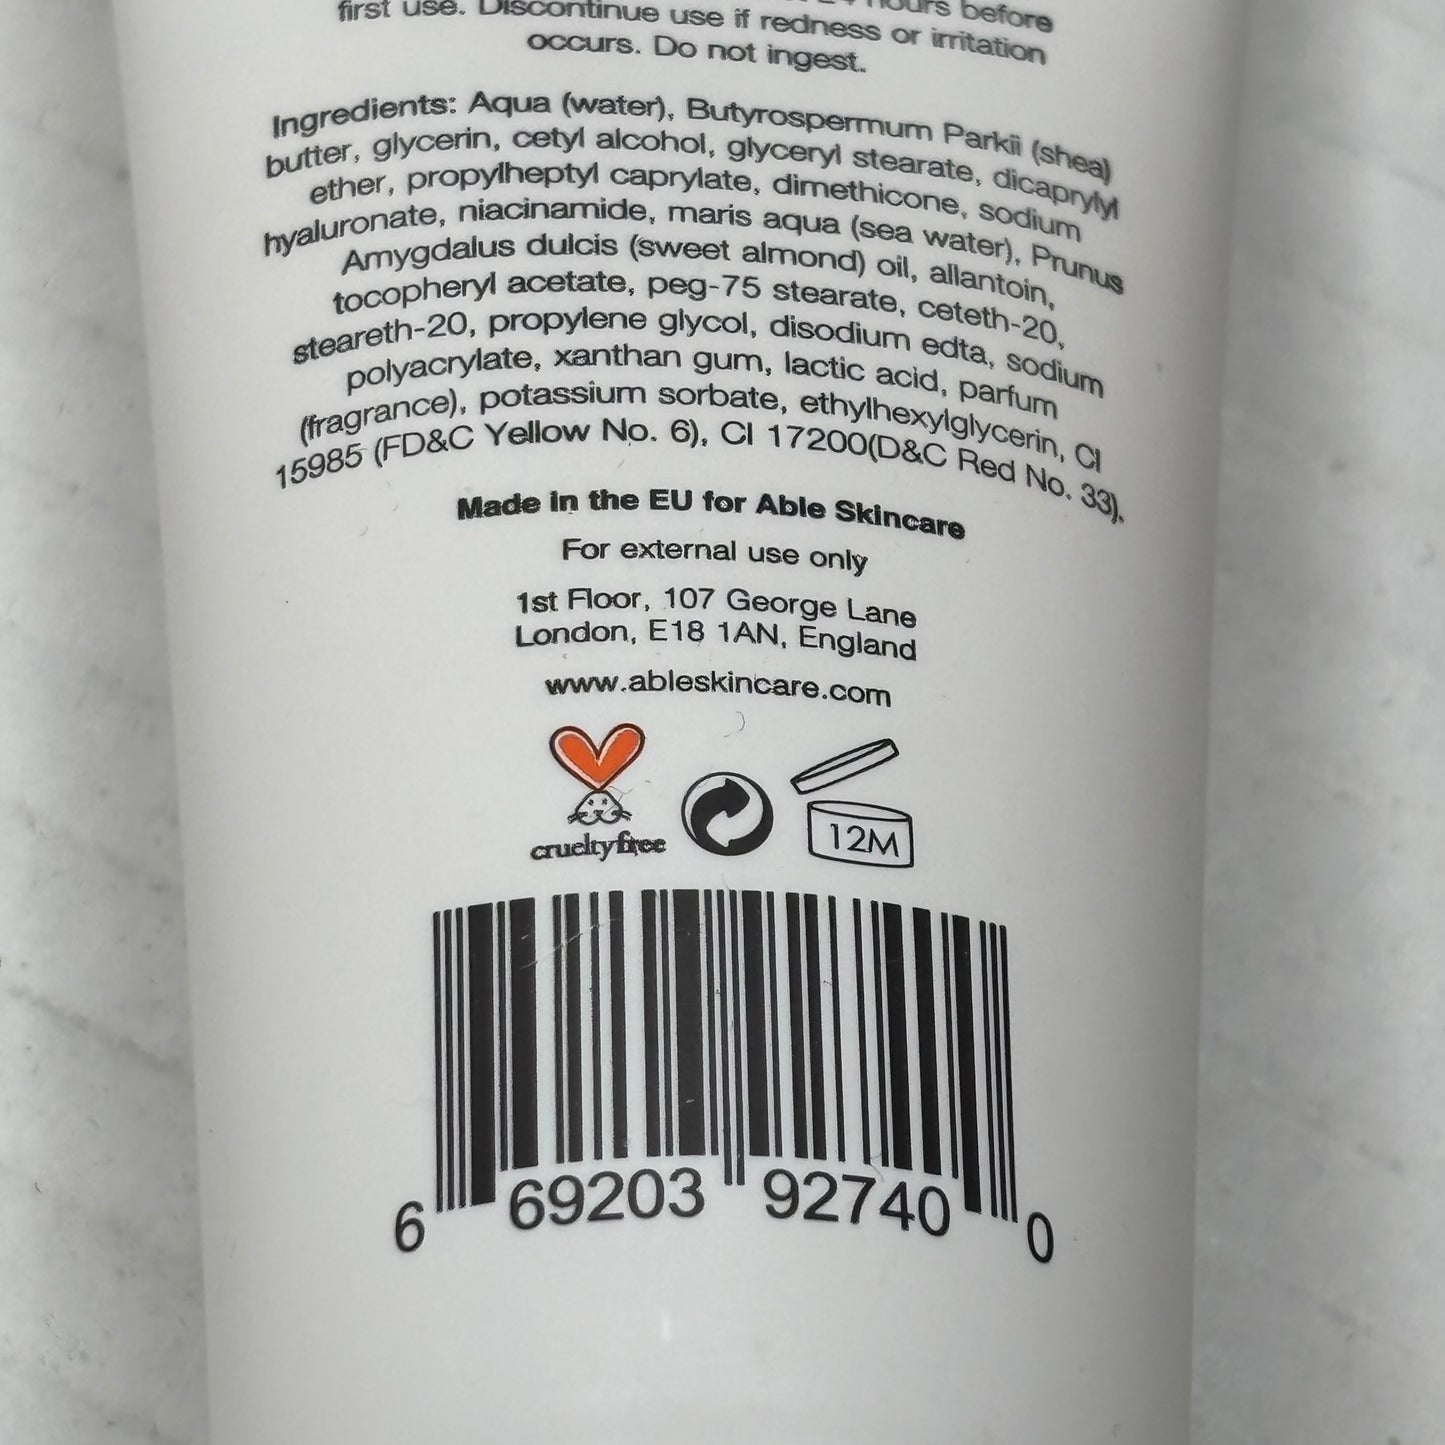 hours before
first use. Discontinue use if redness or irritation
occurs. Do not ingest.
Ingredients: Aqua (water), Butyrospermum Parkii (shea)
butter, glycerin, cetyl alcohol, glyceryl stearate, dicaprylyl
ether, propylheptyl caprylate, dimethicone, sodium
hyaluronate, niacinamide, maris aqua (sea water), Prunus
Amygdalus dulcis (sweet almond) oil, allantoin,
tocopheryl acetate, peg-75 stearate, ceteth-20,
steareth-20, propylene glycol, disodium edta, sodium
polyacrylate, xanthan gum, lactic acid, parfum
(fragrance), potassium sorbate, ethylhexylglycerin, CI
15985 (FD&C Yellow No. 6), CI 17200(D&C Red No. 33).
Made in the EU for Able Skincare
For external use only
1st Floor, 107 George Lane
London, E18 1AN, England
www.ableskincare.com
crueltyfree
12M
6 69203 92740 0